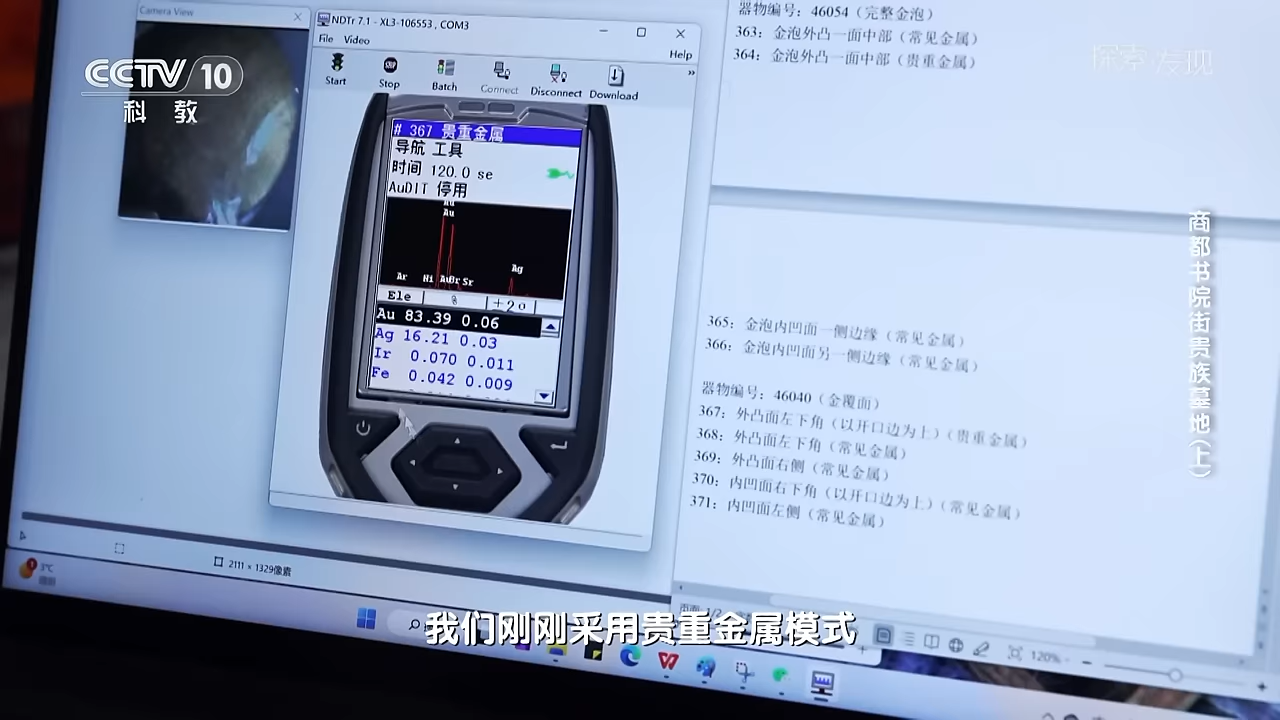 CCTV 10
科 教
探索·发现
商都书院街贵族墓地(上)
Camera View
NDTr 7.1 - XL3-106553, COM3
File Video
Help
Start
Stop
Batch
Connect
Disconnect
Download
# 367 贵重金属
导航 工具
时间 120.0 se
AuDIT 停用
Au
Au
Ag
Ar
Sr
Ele % ±2σ
Au 83.39 0.06
Ag 16.21 0.03
Ir 0.070 0.011
Fe 0.042 0.009
器物编号：46054（完整金泡）
363：金泡外凸一面中部（常见金属）
364：金泡外凸一面中部（贵重金属）
365：金泡内凹面一侧边缘（常见金属）
366：金泡内凹面另一侧边缘（常见金属）
器物编号：46040（金覆面）
367：外凸面左下角（以开口边为上）（贵重金属）
368：外凸面左下角（常见金属）
369：外凸面右侧（常见金属）
370：内凹面右下角（以开口边为上）（常见金属）
371：内凹面左侧（常见金属）
2111 × 1329像素
3°C
120%
我们刚刚采用贵重金属模式